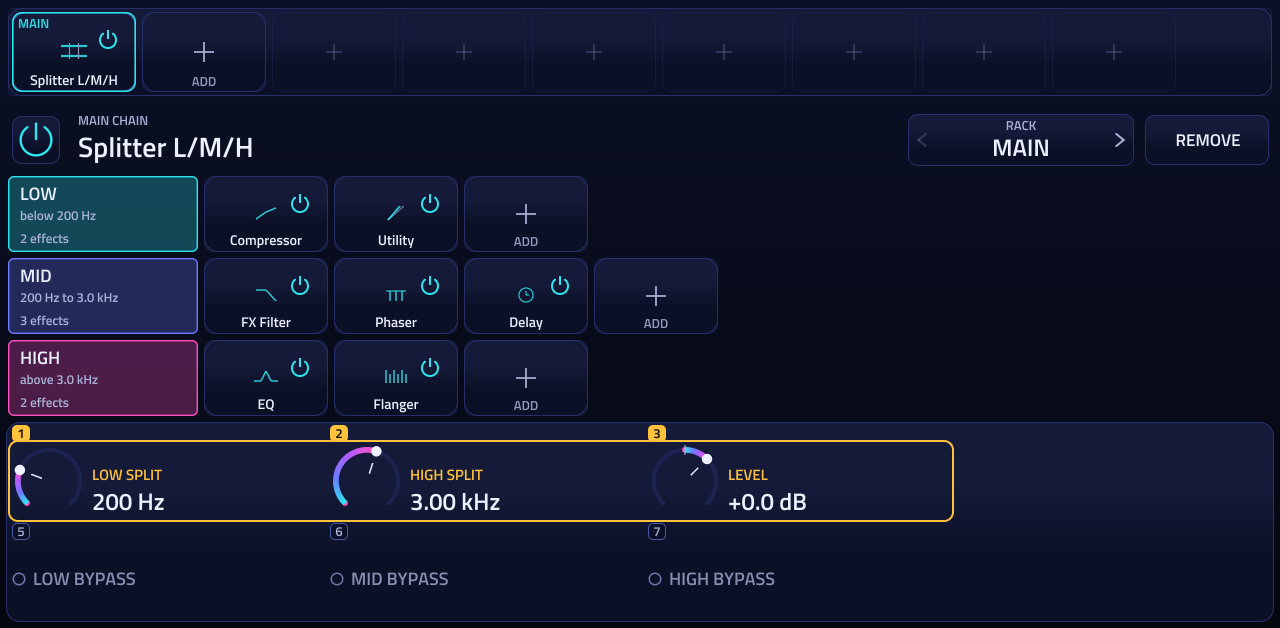 MAIN
Splitter L/M/H
ADD
MAIN CHAIN
Splitter L/M/H
RACK
MAIN
REMOVE
LOW
below 200 Hz
2 effects
Compressor
Utility
ADD
MID
200 Hz to 3.0 kHz
3 effects
FX Filter
Phaser
Delay
ADD
HIGH
above 3.0 kHz
2 effects
EQ
Flanger
ADD
1
LOW SPLIT
200 Hz
2
HIGH SPLIT
3.00 kHz
3
LEVEL
+0.0 dB
5
LOW BYPASS
6
MID BYPASS
7
HIGH BYPASS